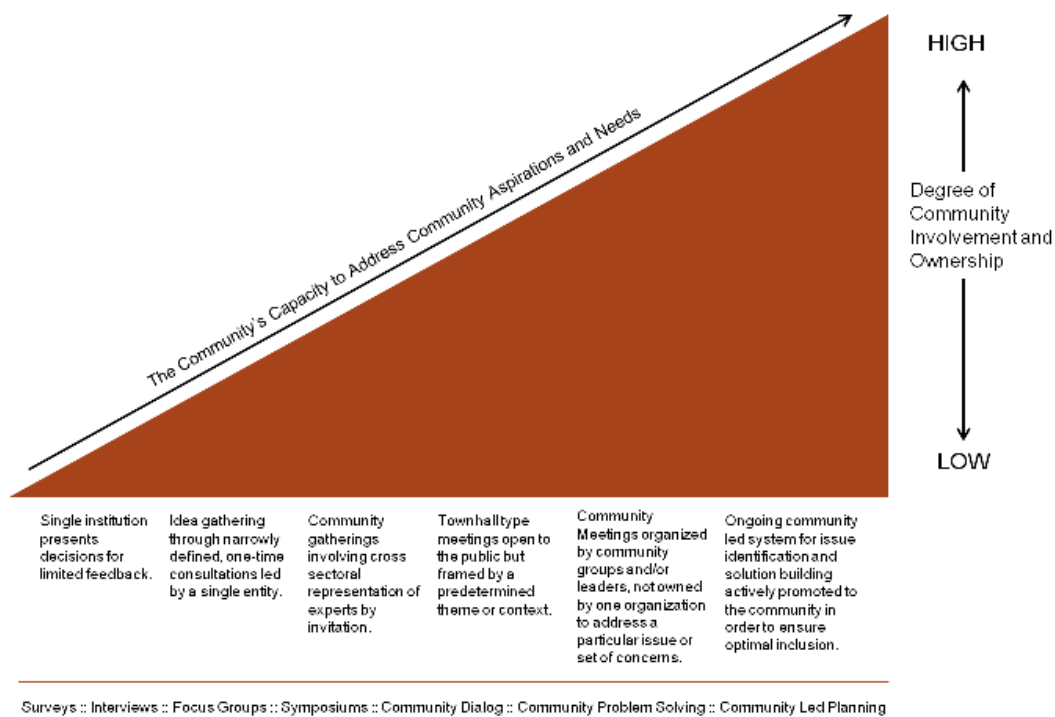 HIGH
The Community's Capacity to Address Community Aspirations and Needs
Degree of
Community
Involvement and
Ownership
LOW
Single institution
presents
decisions for
limited feedback.
Idea gathering
through narrowly
defined, one-time
consultations led
by a single entity.
Community
gatherings
involving cross
sectoral
representation of
experts by
invitation.
Townhall type
meetings open to
the public but
framed by a
predetermined
theme or context.
Community
Meetings organized
by community
groups and/or
leaders, not owned
by one organization
to address a
particular issue or
set of concerns.
Ongoing community
led system for issue
identification and
solution building
actively promoted to
the community in
order to ensure
optimal inclusion.
Surveys :: Interviews :: Focus Groups :: Symposiums :: Community Dialog :: Community Problem Solving :: Community Led Planning